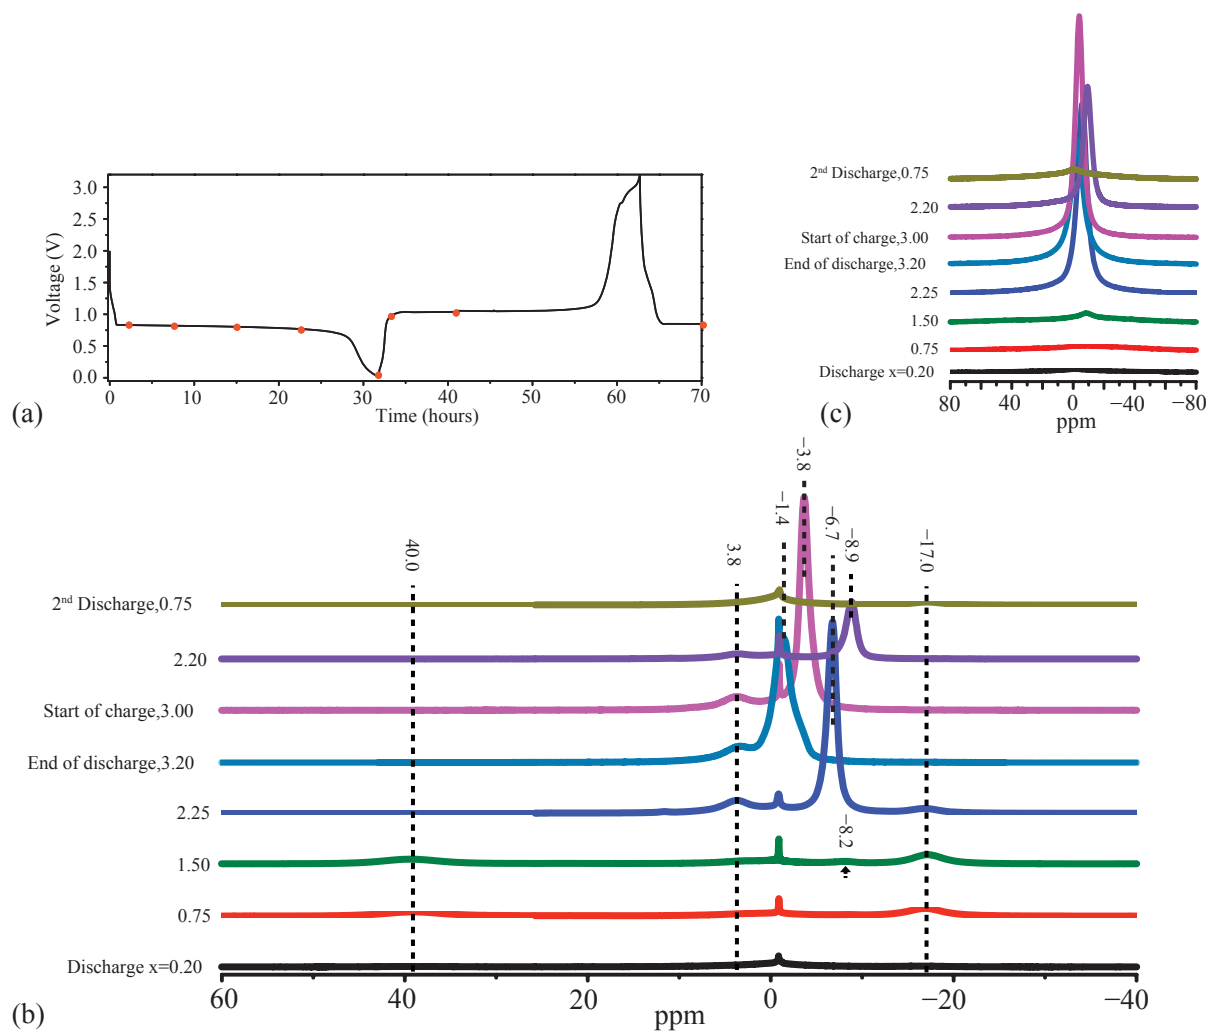 3.0
2.5
2.0
1.5
1.0
0.5
0.0
Voltage (V)
0 10 20 30 40 50 60 70
Time (hours)
(a)
2nd Discharge,0.75
2.20
Start of charge,3.00
End of discharge,3.20
2.25
1.50
0.75
Discharge x=0.20
80 40 0 −40 −80
ppm
(c)
40.0
3.8
−1.4
−3.8
−6.7
−8.9
−17.0
2nd Discharge,0.75
2.20
Start of charge,3.00
End of discharge,3.20
2.25
−8.2
1.50
0.75
Discharge x=0.20
60 40 20 0 −20 −40
ppm
(b)